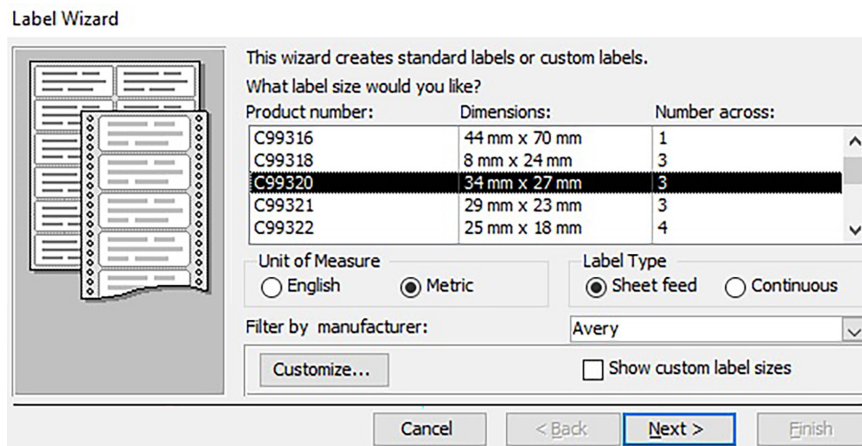 Label Wizard
This wizard creates standard labels or custom labels.
What label size would you like?
Product number: Dimensions: Number across:
C99316 44 mm x 70 mm 1
C99318 8 mm x 24 mm 3
C99320 34 mm x 27 mm 3
C99321 29 mm x 23 mm 3
C99322 25 mm x 18 mm 4
Unit of Measure Label Type
English Metric Sheet feed Continuous
Filter by manufacturer: Avery
Customize... Show custom label sizes
Cancel < Back Next > Finish